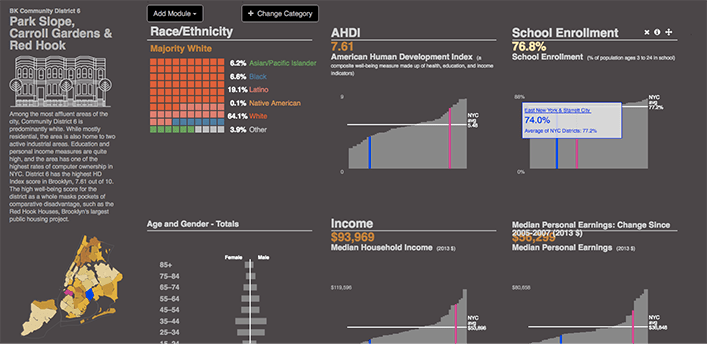 BK Community District 6
Park Slope,
Carroll Gardens &
Red Hook
Among the most affluent areas of the
city, Community District 6 is
predominantly white. While mostly
residential, the area is also home to two
active industrial areas. Education and
personal income measures are quite
high, and the area has one of the
highest rates of computer ownership in
NYC. District 6 has the highest HD
Index score in Brooklyn, 7.61 out of 10.
The high well-being score for the
district as a whole masks pockets of
comparative disadvantage, such as the
Red Hook Houses, Brooklyn's largest
public housing project.
Add Module
Change Category
Race/Ethnicity
Majority White
6.2% Asian/Pacific Islander
6.6% Black
19.1% Latino
0.1% Native American
64.1% White
3.9% Other
AHDI
7.61
American Human Development Index (a
composite well-being measure made up of health, education, and income
indicators)
9
NYC
avg
5.48
0
School Enrollment
76.8%
School Enrollment (% of population ages 3 to 24 in school)
88%
East New York & Starrett City
74.0%
Average of NYC Districts: 77.2%
NYC
avg
77.2%
0%
Age and Gender - Totals
Female Male
85+
75–84
65–74
55–64
45–54
35–44
25–34
15–24
Income
$93,969
Median Household Income (2013 $)
$119,596
NYC
avg
$53,896
Median Personal Earnings: Change Since
2005-2007 (2013 $)
Median Personal Earnings (2013 $)
NYC
avg